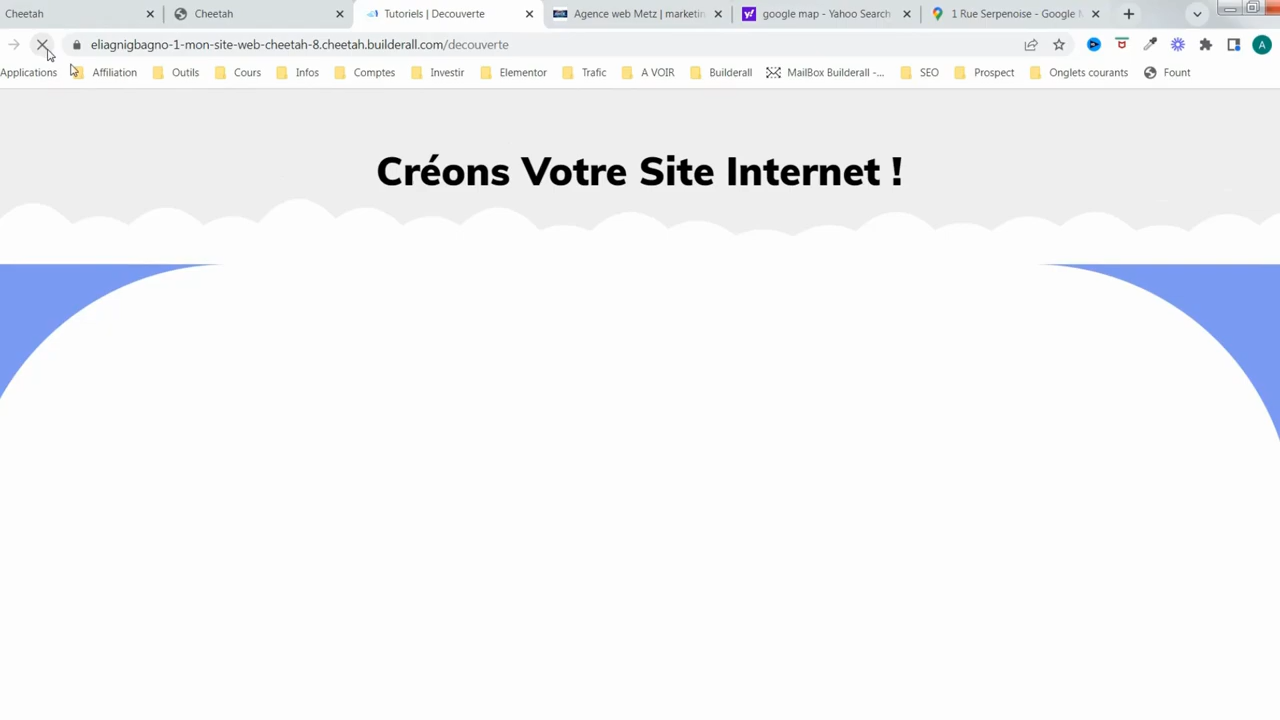 Cheetah
Cheetah
Tutoriels | Decouverte
Agence web Metz | marketin
google map - Yahoo Search
1 Rue Serpenoise - Google M
eliagnigbagno-1-mon-site-web-cheetah-8.cheetah.builderall.com/decouverte
Applications
Affiliation
Outils
Cours
Infos
Comptes
Investir
Elementor
Trafic
A VOIR
Builderall
MailBox Builderall -...
SEO
Prospect
Onglets courants
Fount
A
Créons Votre Site Internet !